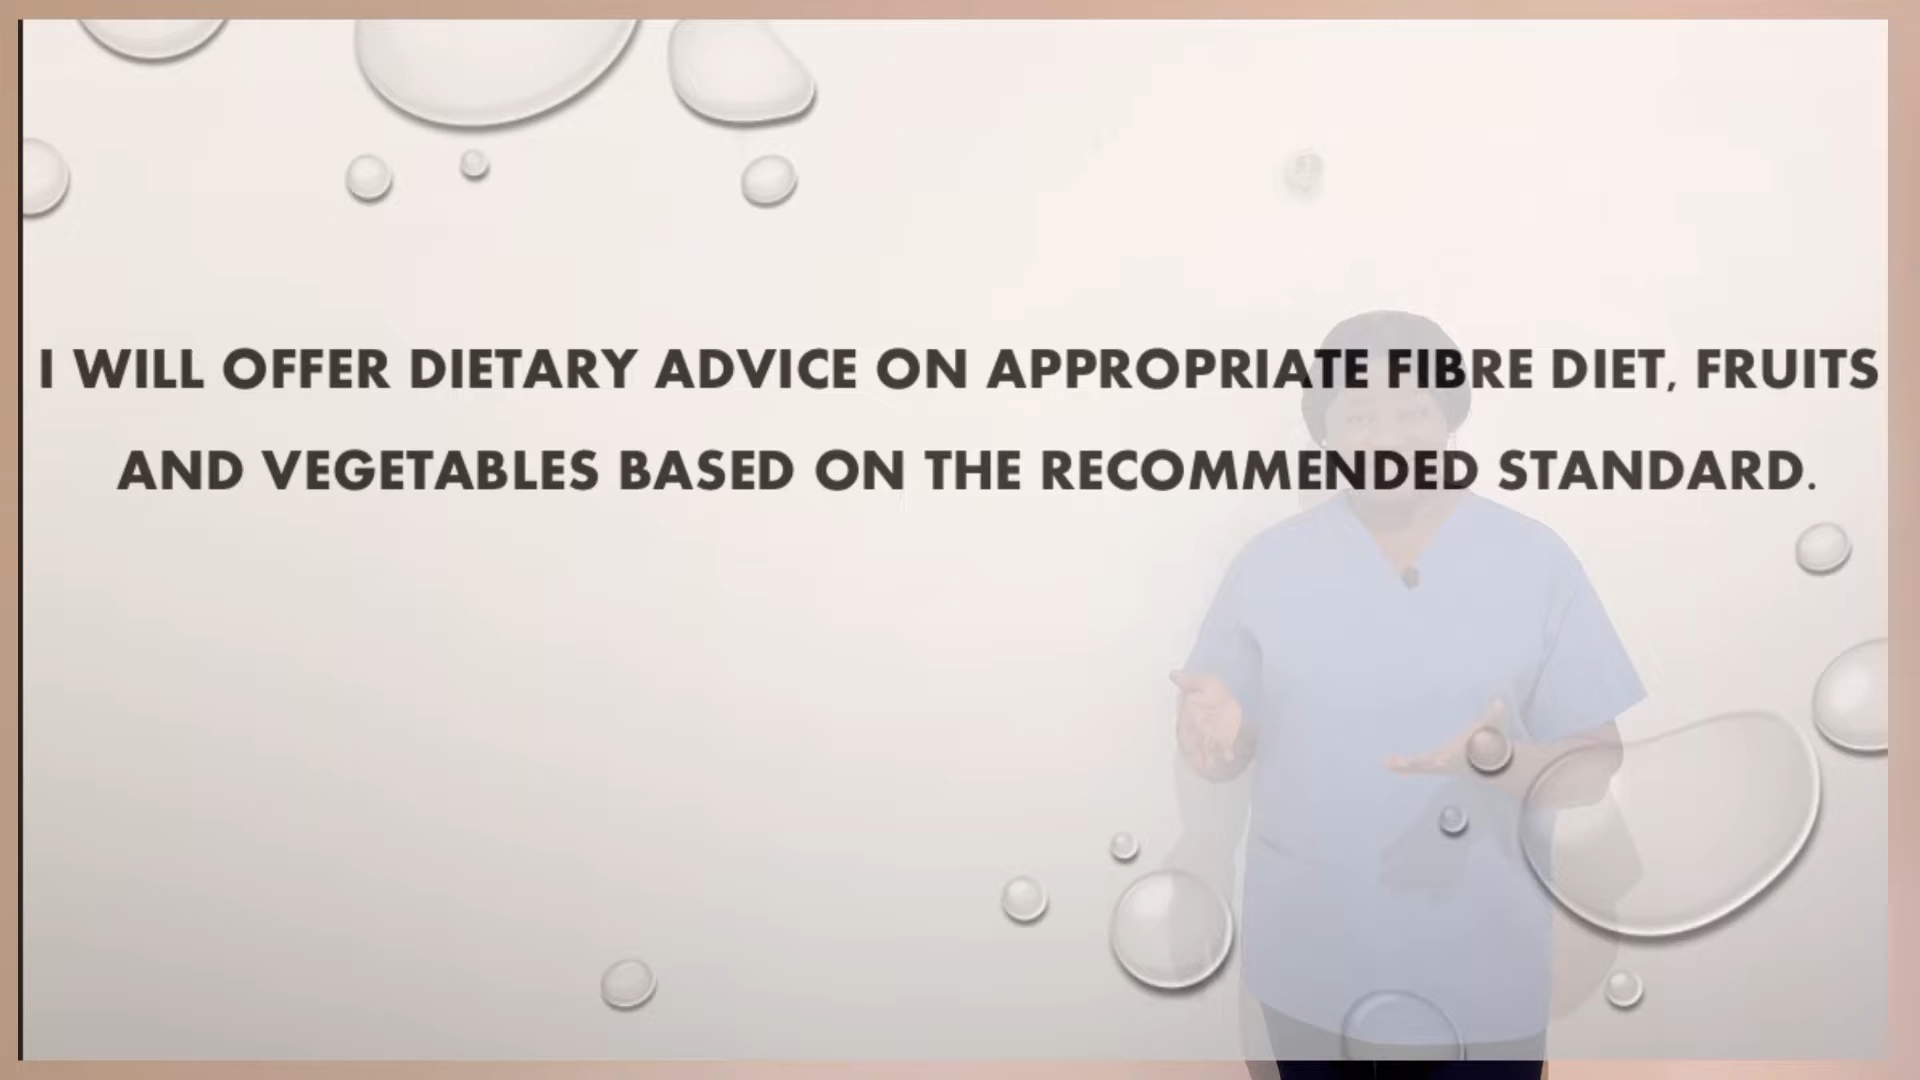 I WILL OFFER DIETARY ADVICE ON APPROPRIATE FIBRE DIET, FRUITS
AND VEGETABLES BASED ON THE RECOMMENDED STANDARD.